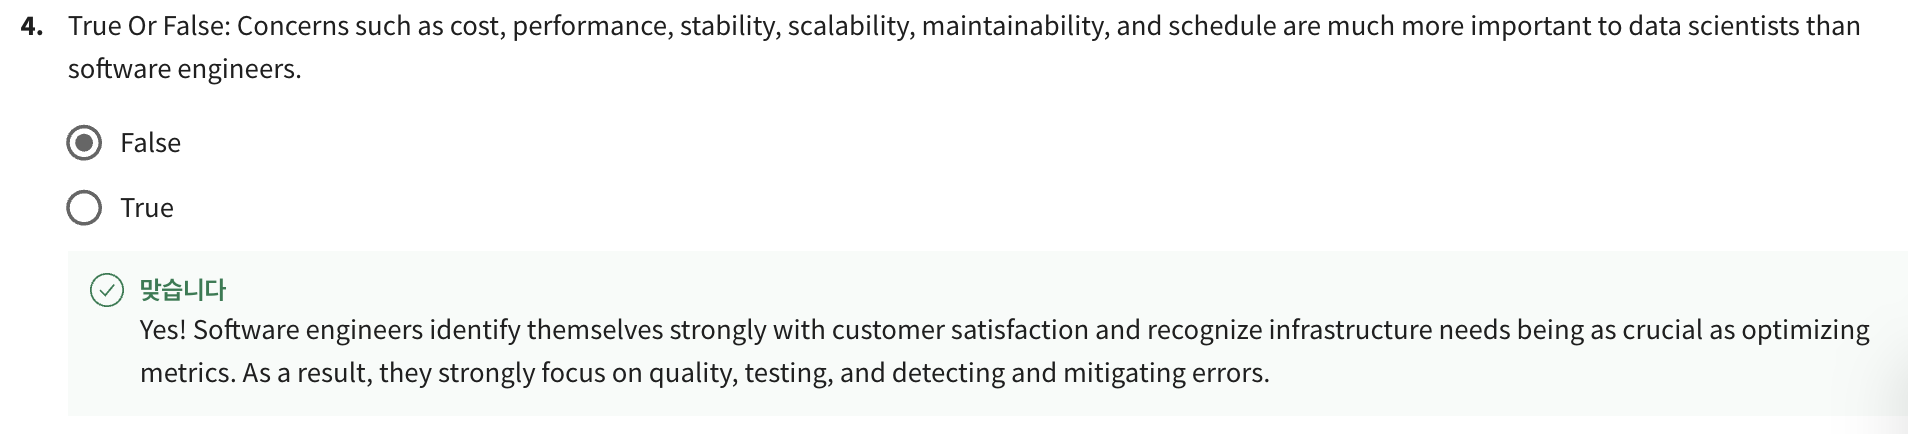 4. True Or False: Concerns such as cost, performance, stability, scalability, maintainability, and schedule are much more important to data scientists than
software engineers.
False
True
맞습니다
Yes! Software engineers identify themselves strongly with customer satisfaction and recognize infrastructure needs being as crucial as optimizing
metrics. As a result, they strongly focus on quality, testing, and detecting and mitigating errors.